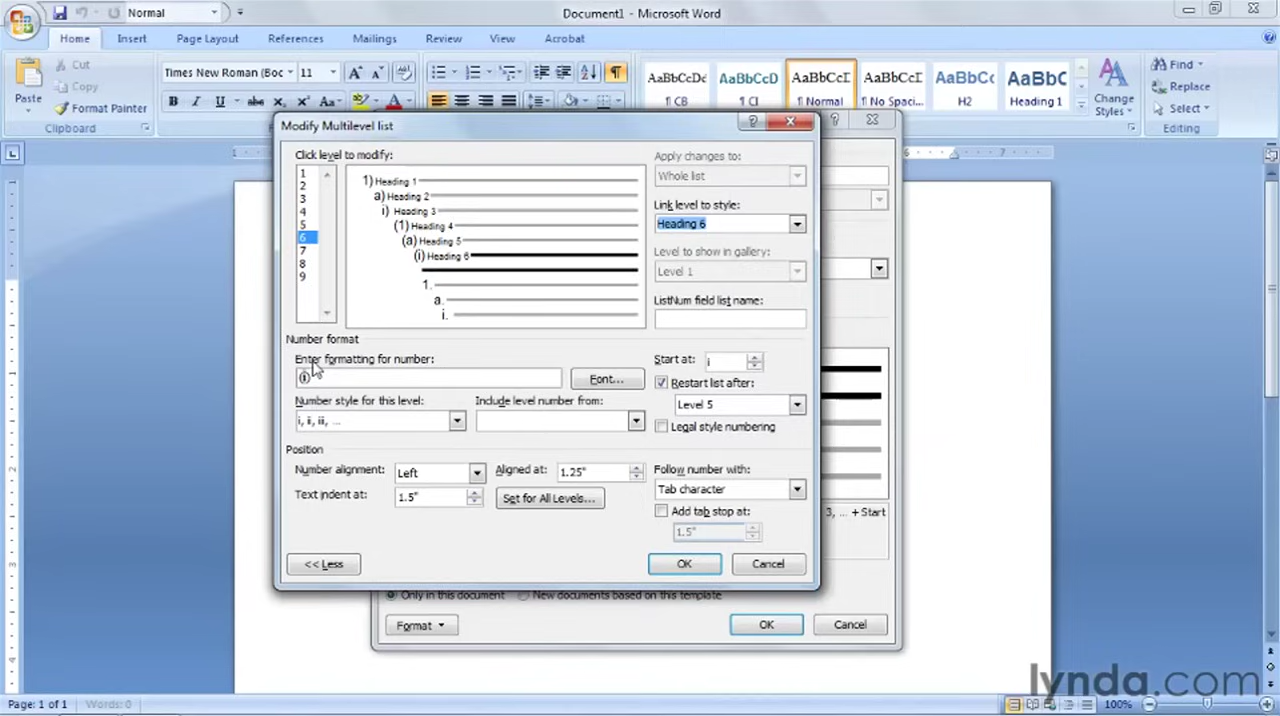 Normal
Document1 - Microsoft Word
Home Insert Page Layout References Mailings Review View Acrobat
Paste
Cut
Copy
Format Painter
Clipboard
Times New Roman (Boc 11
B I U abe X₂ X² Aa
AaBbCcDc AaBbCcD AaBbCcI AaBbCcI AaBbCc AaBbC
¶ CB ¶ CI ¶ Normal ¶ No Spaci... H2 Heading 1
Change Styles
Find
Replace
Select
Editing
Modify Multilevel list
Click level to modify:
1
2
3
4
5
6
7
8
9
1) Heading 1
a) Heading 2
i) Heading 3
(1) Heading 4
(a) Heading 5
(i) Heading 6
1.
a.
i.
Apply changes to:
Whole list
Link level to style:
Heading 6
Level to show in gallery:
Level 1
ListNum field list name:
Number format
Enter formatting for number:
(i)
Font...
Start at: i
Restart list after:
Level 5
Legal style numbering
Number style for this level:
i, ii, iii, ...
Include level number from:
Position
Number alignment: Left
Aligned at: 1.25"
Text indent at: 1.5"
Set for All Levels...
Follow number with:
Tab character
Add tab stop at:
1.5"
<< Less
OK
Cancel
3, ... + Start
Only in this document New documents based on this template
Format
OK
Cancel
lynda.com
Page: 1 of 1 Words: 0
100%